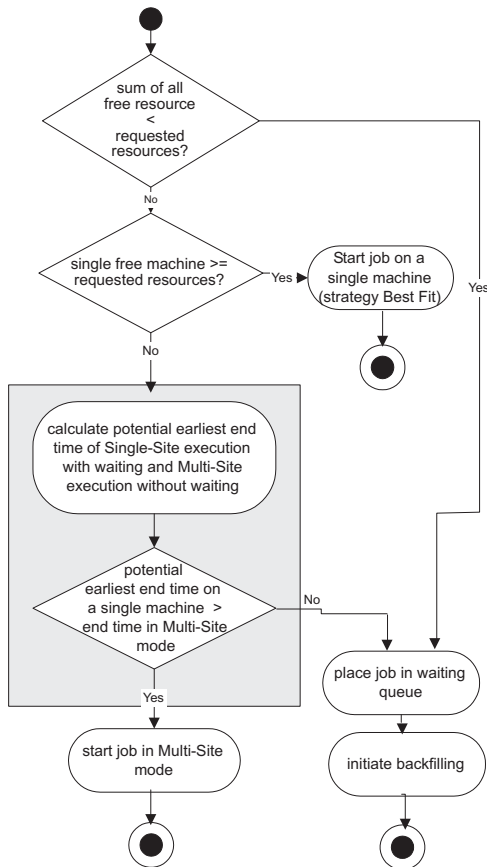 sum of all
free resource
<
requested
resources?
No
Yes
single free machine >=
requested resources?
Yes
Start job on a
single machine
(strategy Best Fit)
No
calculate potential earliest end
time of Single-Site execution
with waiting and Multi-Site
execution without waiting
potential
earliest end time on
a single machine >
end time in Multi-Site
mode
No
Yes
place job in waiting
queue
start job in Multi-Site
mode
initiate backfilling